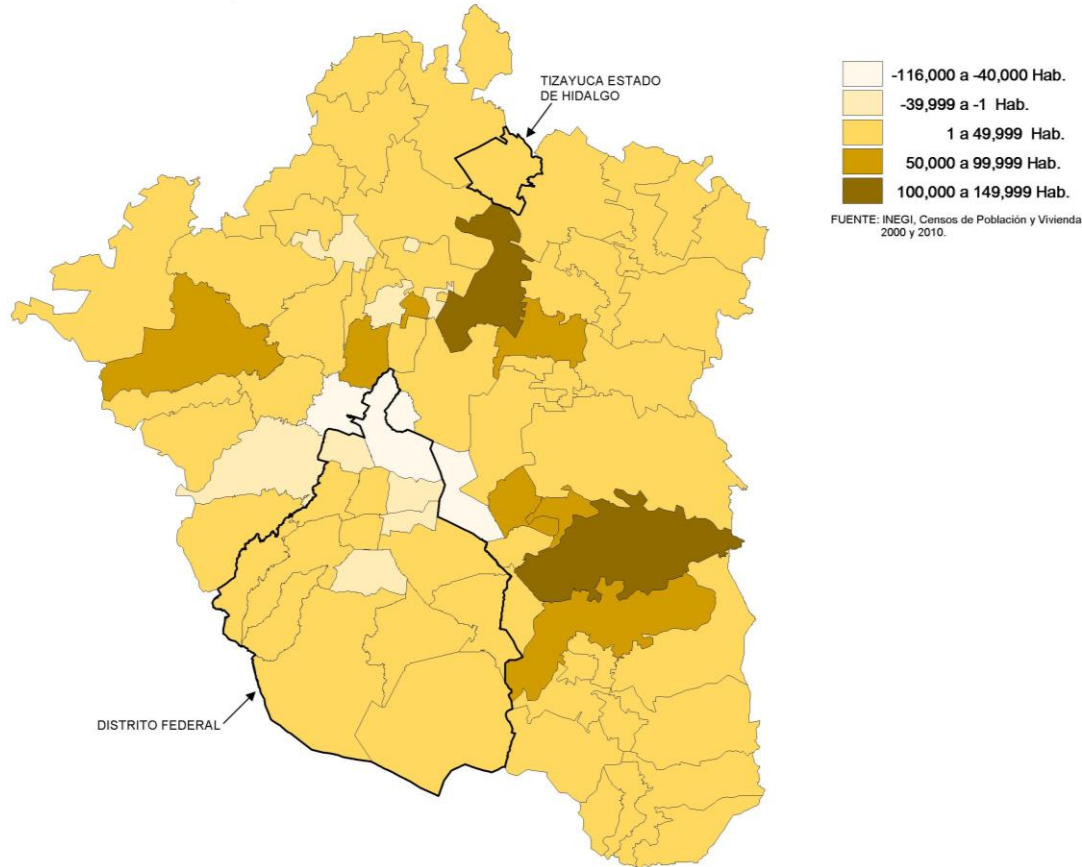 TIZAYUCA ESTADO
DE HIDALGO
-116,000 a -40,000 Hab.
-39,999 a -1 Hab.
1 a 49,999 Hab.
50,000 a 99,999 Hab.
100,000 a 149,999 Hab.
FUENTE: INEGI, Censos de Población y Vivienda
2000 y 2010.
DISTRITO FEDERAL